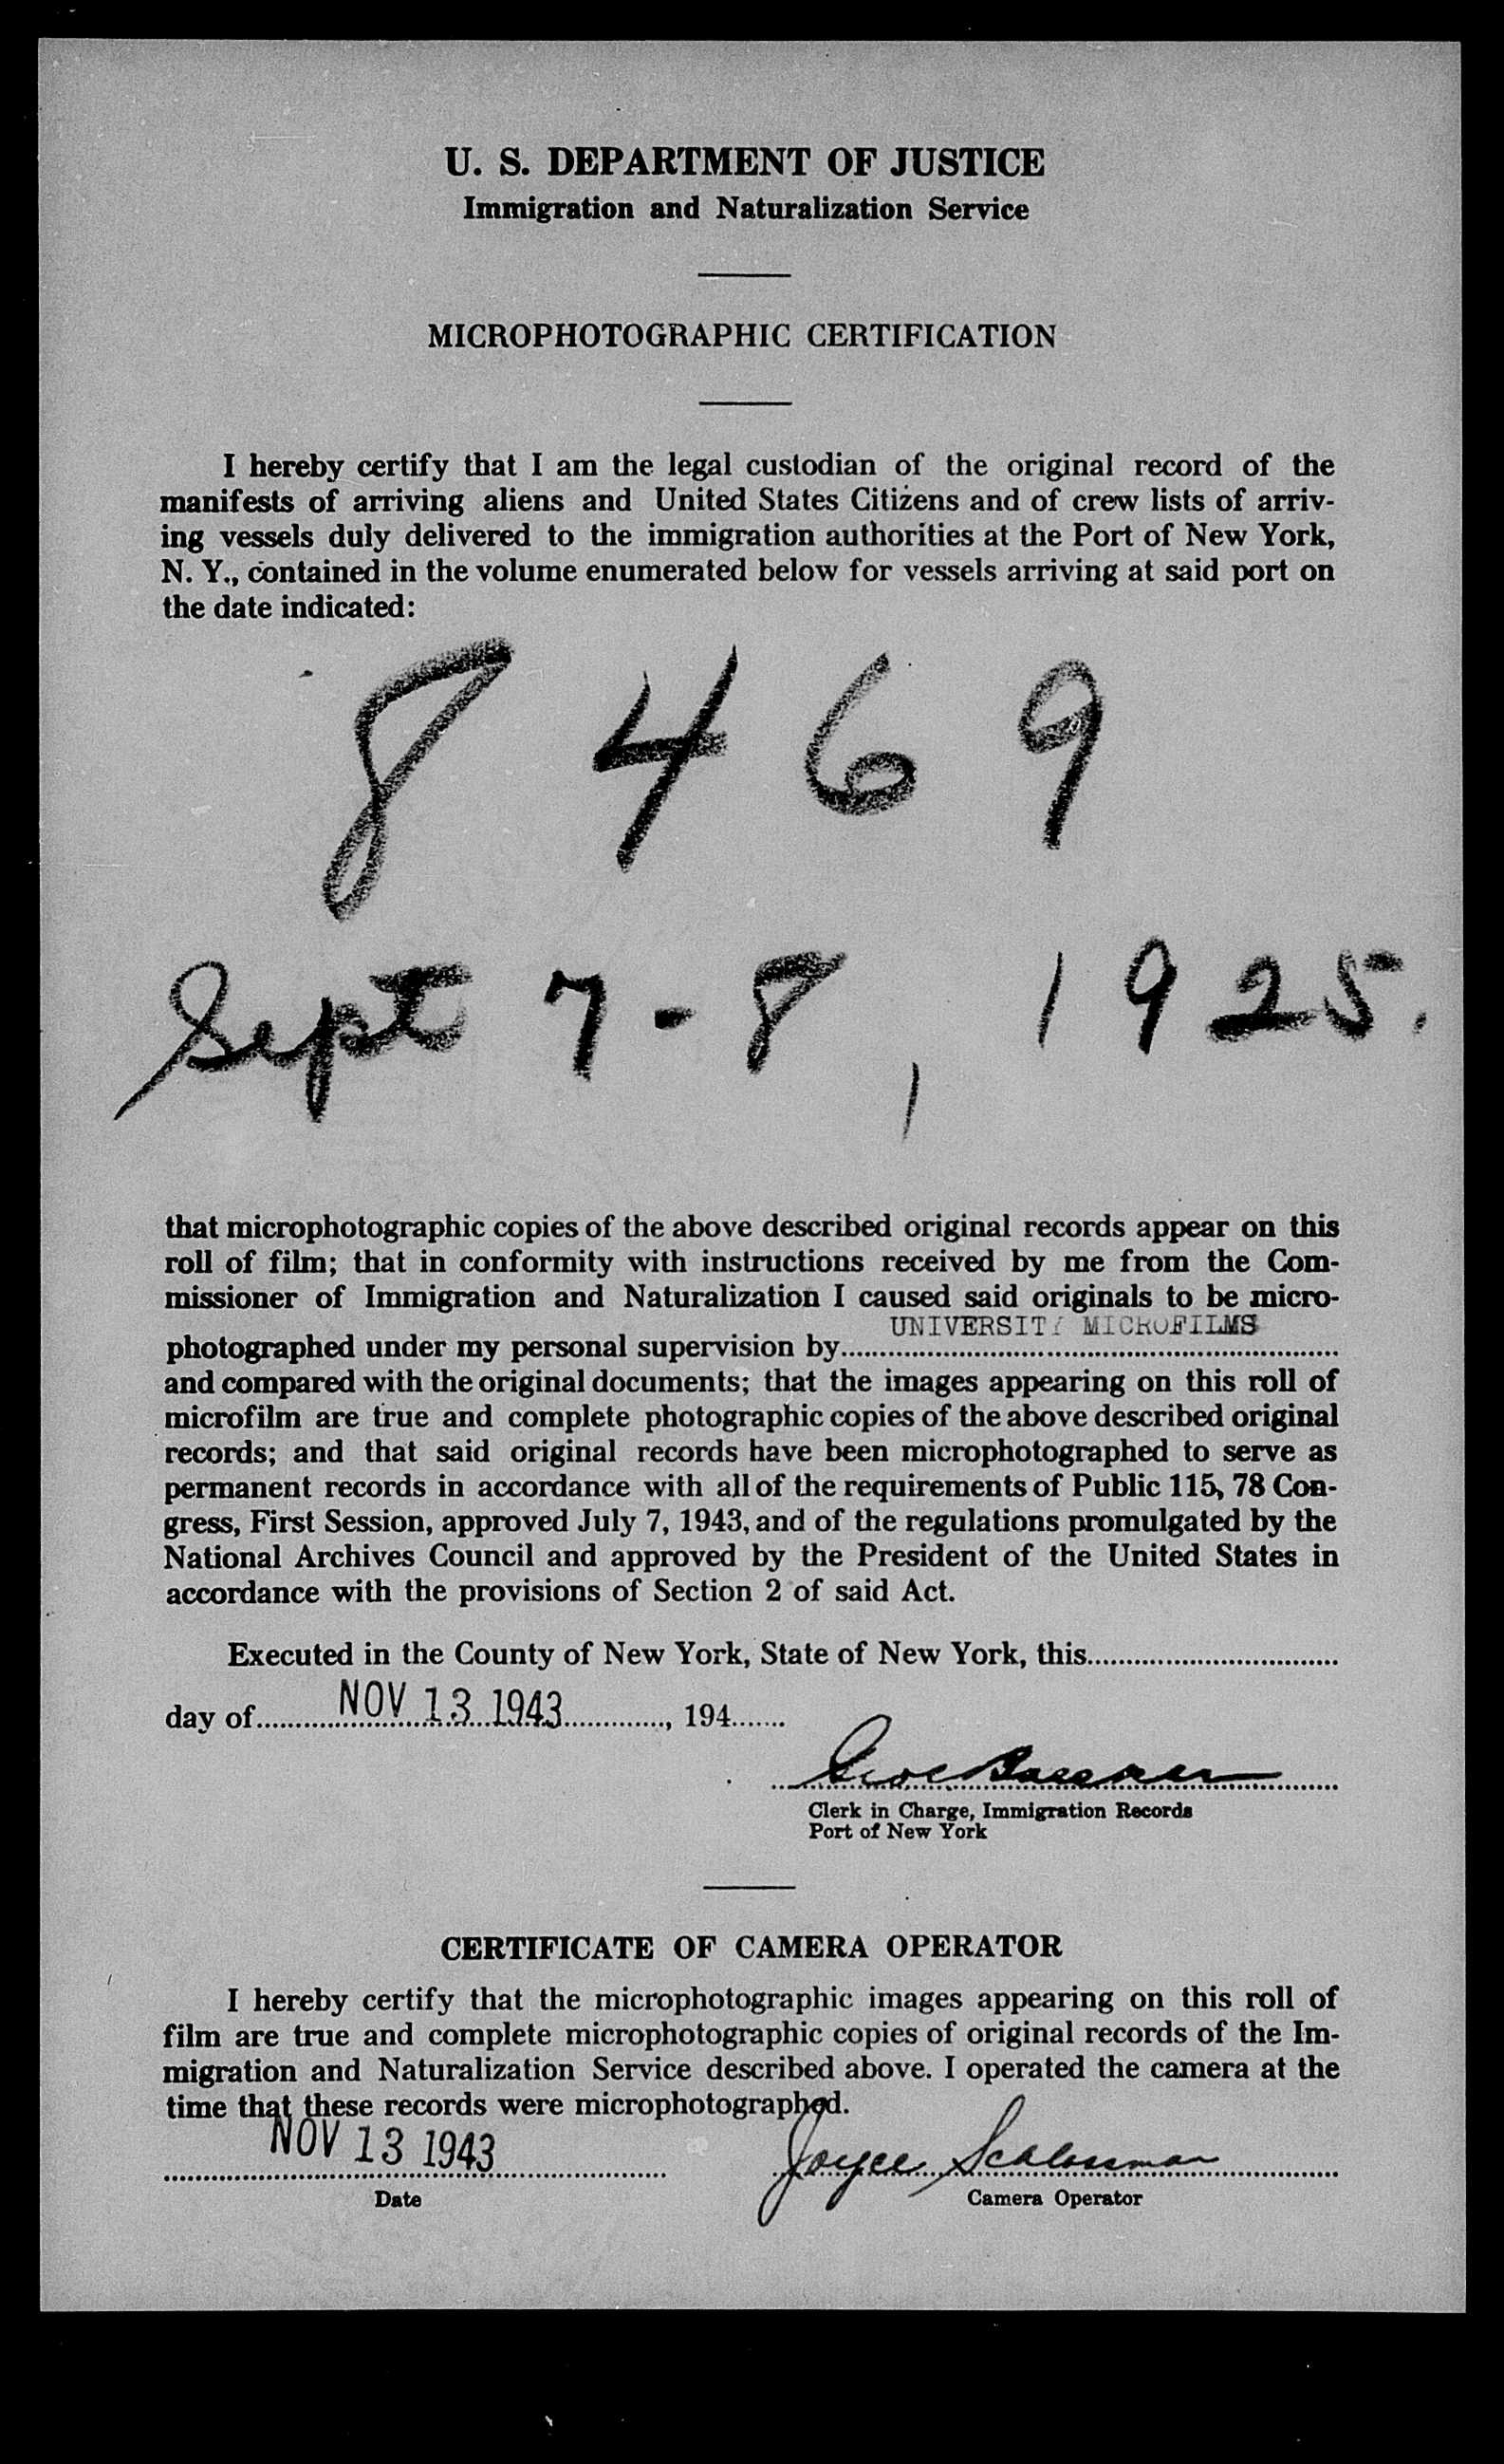 U. S. DEPARTMENT OF JUSTICE
Immigration and Naturalization Service
MICROPHOTOGRAPHIC CERTIFICATION
I hereby certify that I am the legal custodian of the original record of the
manifests of arriving aliens and United States Citizens and of crew lists of arriv-
ing vessels duly delivered to the immigration authorities at the Port of New York,
N. Y., contained in the volume enumerated below for vessels arriving at said port on
the date indicated:
8469
Sept 7-8, 1925.
that microphotographic copies of the above described original records appear on this
roll of film; that in conformity with instructions received by me from the Com-
missioner of Immigration and Naturalization I caused said originals to be micro-
photographed under my personal supervision by UNIVERSITY MICROFILMS
and compared with the original documents; that the images appearing on this roll of
microfilm are true and complete photographic copies of the above described original
records; and that said original records have been microphotographed to serve as
permanent records in accordance with all of the requirements of Public 115, 78 Con-
gress, First Session, approved July 7, 1943, and of the regulations promulgated by the
National Archives Council and approved by the President of the United States in
accordance with the provisions of Section 2 of said Act.
Executed in the County of New York, State of New York, this
day of NOV 13 1943, 194
Clerk in Charge, Immigration Records
Port of New York
CERTIFICATE OF CAMERA OPERATOR
I hereby certify that the microphotographic images appearing on this roll of
film are true and complete microphotographic copies of original records of the Im-
migration and Naturalization Service described above. I operated the camera at the
time that these records were microphotographed.
NOV 13 1943 Joyce Schlossman
Date Camera Operator